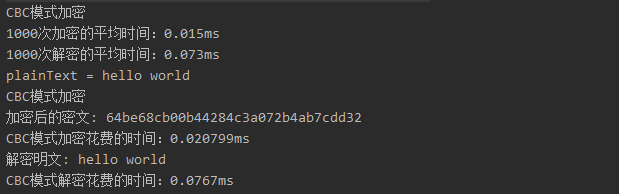 CBC模式加密
1000次加密的平均时间：0.015ms
1000次解密的平均时间：0.073ms
plainText = hello world
CBC模式加密
加密后的密文: 64be68cb00b44284c3a072b4ab7cdd32
CBC模式加密花费的时间：0.020799ms
解密明文: hello world
CBC模式解密花费的时间：0.0767ms